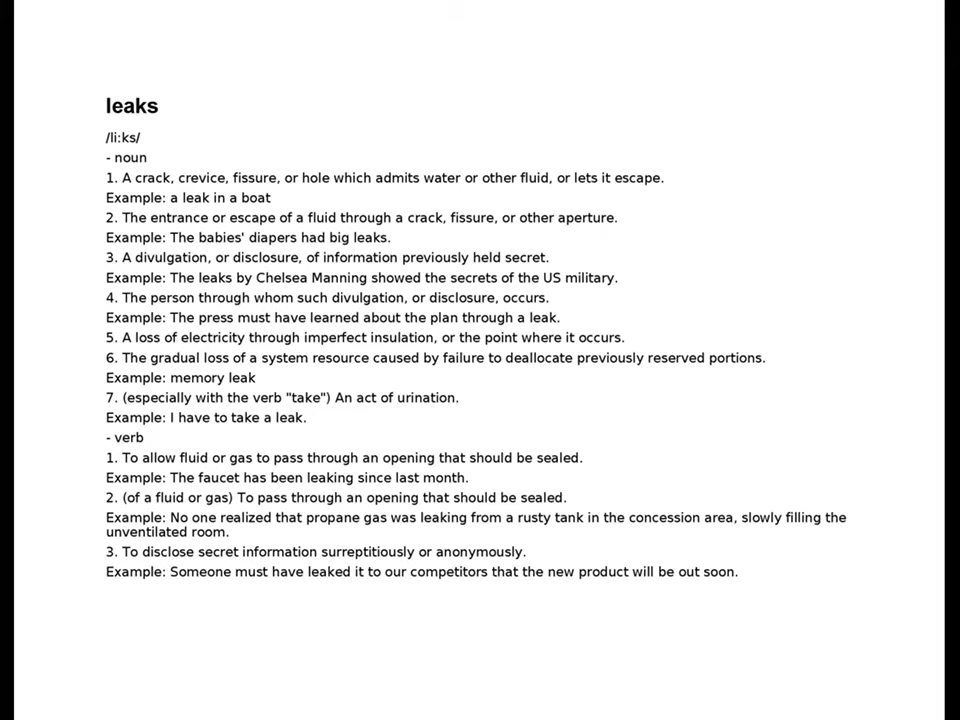 leaks
/li:ks/
- noun
1. A crack, crevice, fissure, or hole which admits water or other fluid, or lets it escape.
Example: a leak in a boat
2. The entrance or escape of a fluid through a crack, fissure, or other aperture.
Example: The babies' diapers had big leaks.
3. A divulgation, or disclosure, of information previously held secret.
Example: The leaks by Chelsea Manning showed the secrets of the US military.
4. The person through whom such divulgation, or disclosure, occurs.
Example: The press must have learned about the plan through a leak.
5. A loss of electricity through imperfect insulation, or the point where it occurs.
6. The gradual loss of a system resource caused by failure to deallocate previously reserved portions.
Example: memory leak
7. (especially with the verb "take") An act of urination.
Example: I have to take a leak.
- verb
1. To allow fluid or gas to pass through an opening that should be sealed.
Example: The faucet has been leaking since last month.
2. (of a fluid or gas) To pass through an opening that should be sealed.
Example: No one realized that propane gas was leaking from a rusty tank in the concession area, slowly filling the
unventilated room.
3. To disclose secret information surreptitiously or anonymously.
Example: Someone must have leaked it to our competitors that the new product will be out soon.